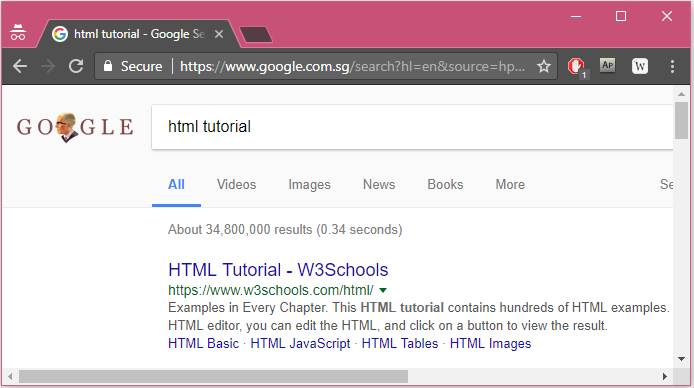 html tutorial - Google Se
Secure
https://www.google.com.sg/search?hl=en&source=hp...
1
AP
W
GO GLE
html tutorial
All Videos Images News Books More Se
About 34,800,000 results (0.34 seconds)
HTML Tutorial - W3Schools
https://www.w3schools.com/html/
Examples in Every Chapter. This HTML tutorial contains hundreds of HTML examples.
HTML editor, you can edit the HTML, and click on a button to view the result.
HTML Basic · HTML JavaScript · HTML Tables · HTML Images